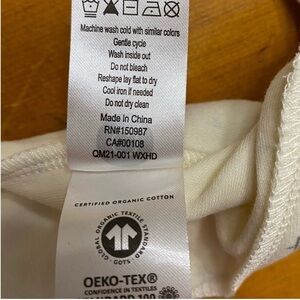 Machine wash cold with similar colors
Gentle cycle
Wash inside out
Do not bleach
Reshape lay flat to dry
Cool iron if needed
Do not dry clean
Made in China
RN#150987
CA#00108
QM21-001 WXHD
CERTIFIED ORGANIC COTTON
GLOBAL ORGANIC TEXTILE STANDARD
GOTS
OEKO-TEX®
CONFIDENCE IN TEXTILES
STANDARD 100